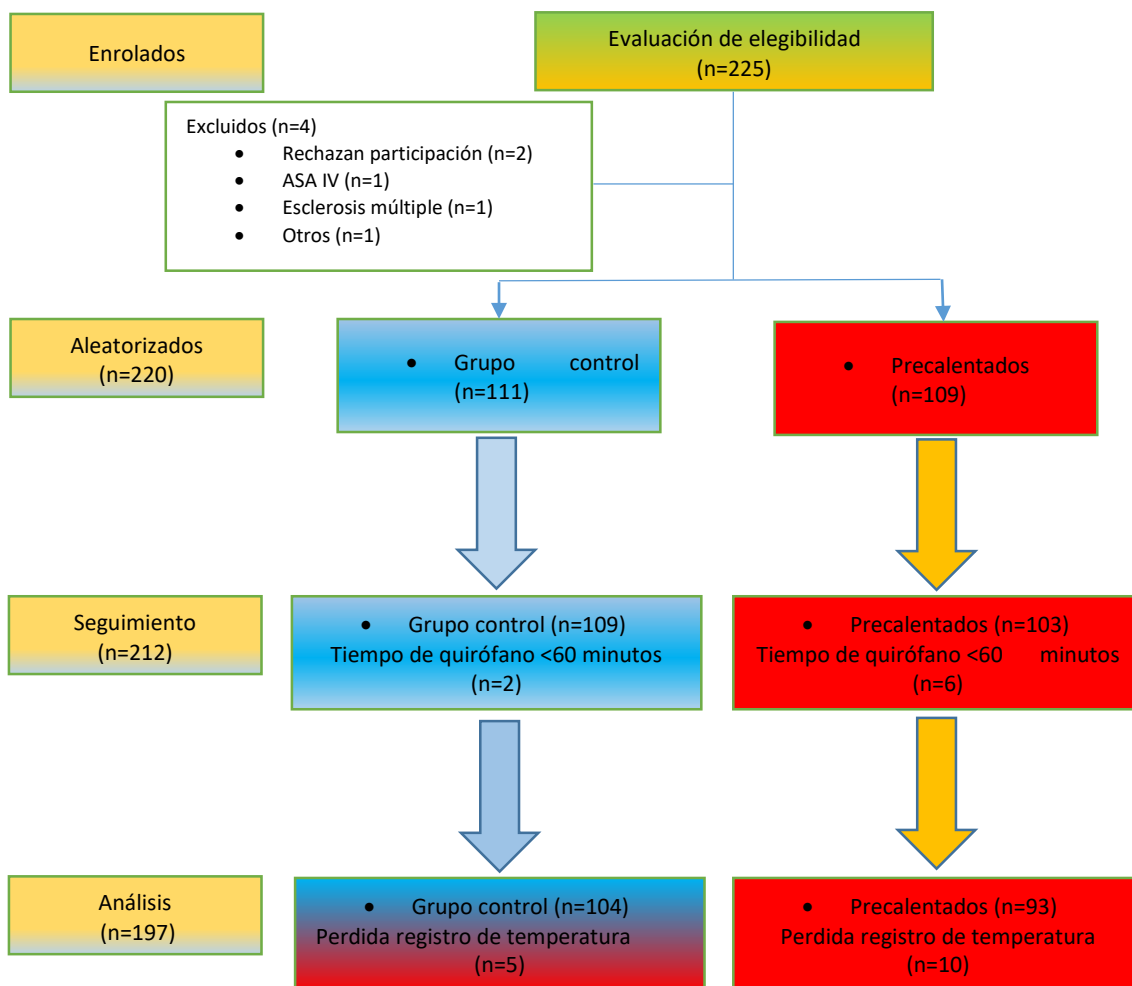 Enrolados
Evaluación de elegibilidad
(n=225)
Excluidos (n=4)
• Rechazan participación (n=2)
• ASA IV (n=1)
• Esclerosis múltiple (n=1)
• Otros (n=1)
Aleatorizados
(n=220)
• Grupo control
(n=111)
• Precalentados
(n=109)
Seguimiento
(n=212)
• Grupo control (n=109)
Tiempo de quirófano <60 minutos
(n=2)
• Precalentados (n=103)
Tiempo de quirófano <60 minutos
(n=6)
Análisis
(n=197)
• Grupo control (n=104)
Perdida registro de temperatura
(n=5)
• Precalentados (n=93)
Perdida registro de temperatura
(n=10)